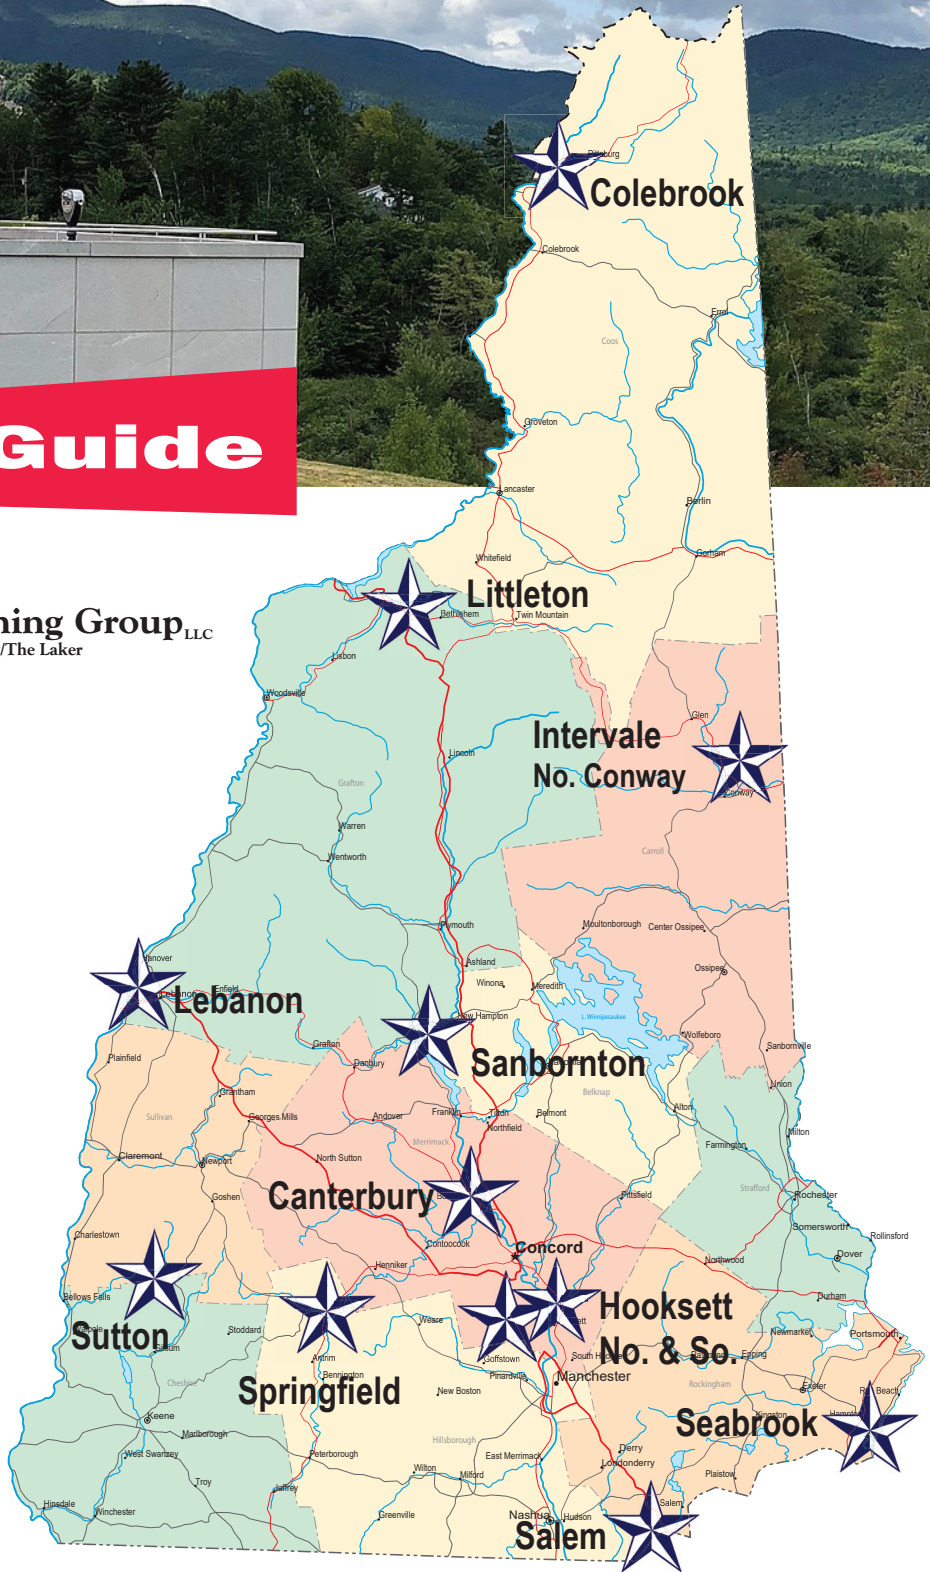 Pittsburg
Colebrook
Colebrook
Errol
Coos
Groveton
Guide
Lancaster
Berlin
Gorham
Whitefield
Littleton
Bethlehem
Twin Mountain
ning Group LLC
/The Laker
Lisbon
Woodsville
Glen
Intervale
No. Conway
Lincoln
Conway
Grafton
Warren
Wentworth
Carroll
Plymouth
Moultonborough
Center Ossipee
Hanover
Ashland
Ossipee
Winona
Meredith
Lebanon
Lebanon
Enfield
New Hampton
L. Winnipesaukee
Wolfeboro
Grafton
Sanbornville
Plainfield
Danbury
Sanbornton
Union
Grantham
Belknap
Sullivan
Georges Mills
Andover
Franklin
Tilton
Belmont
Alton
Northfield
Milton
Merrimack
Farmington
Claremont
Newport
North Sutton
Strafford
Canterbury
Goshen
Pittsfield
Rochester
Somersworth
Charlestown
Contoocook
Concord
Rollinsford
Dover
Henniker
Northwood
Bellows Falls
Durham
Hooksett
No. & So.
Sutton
Stoddard
Weare
Newmarket
Portsmouth
Antrim
Goffstown
Epping
Bennington
Pinardville
Manchester
Cheshire
Springfield
New Boston
Rockingham
Exeter
Keene
Seabrook
Kingston
Marlborough
Hillsborough
West Swanzey
Peterborough
East Merrimack
Derry
Londonderry
Wilton
Milford
Plaistow
Troy
Jaffrey
Hinsdale
Winchester
Greenville
Nashua
Hudson
Salem
Salem